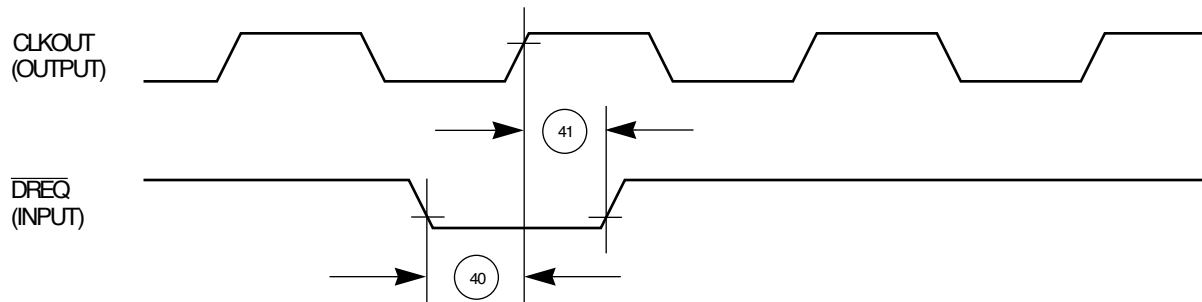 CLKOUT
(OUTPUT)
41
DREQ
(INPUT)
40